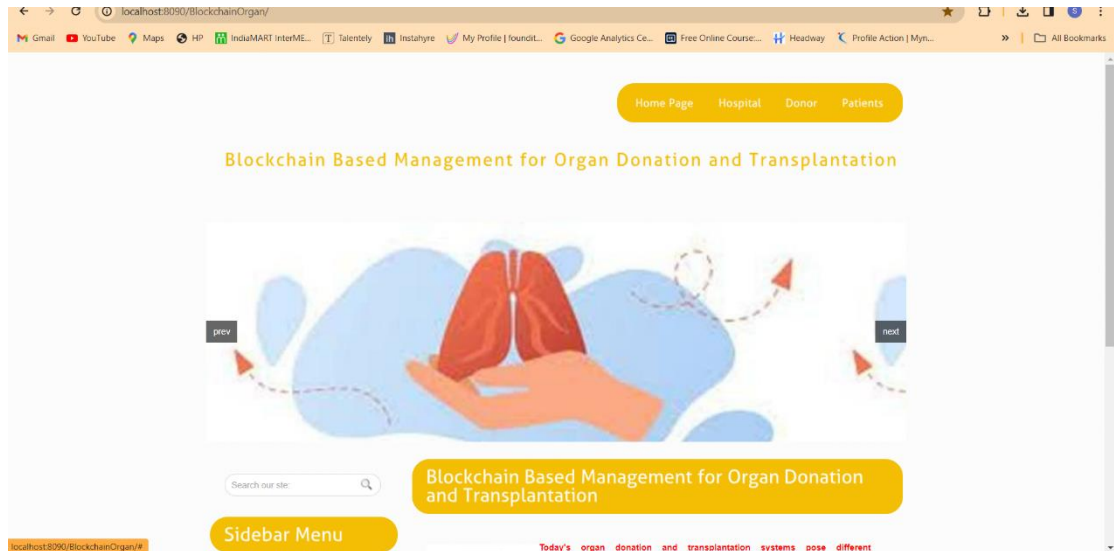 localhost:8090/BlockchainOrgan/
Gmail YouTube Maps HP IndiaMART InterME... Talentely Instahyre My Profile | foundit... Google Analytics Ce... Free Online Course:... Headway Profile Action | Myn... » All Bookmarks
Home Page Hospital Donor Patients
Blockchain Based Management for Organ Donation and Transplantation
prev
next
Search our site:
Blockchain Based Management for Organ Donation
and Transplantation
Sidebar Menu
Today's organ donation and transplantation systems pose different
localhost:8090/BlockchainOrgan/#